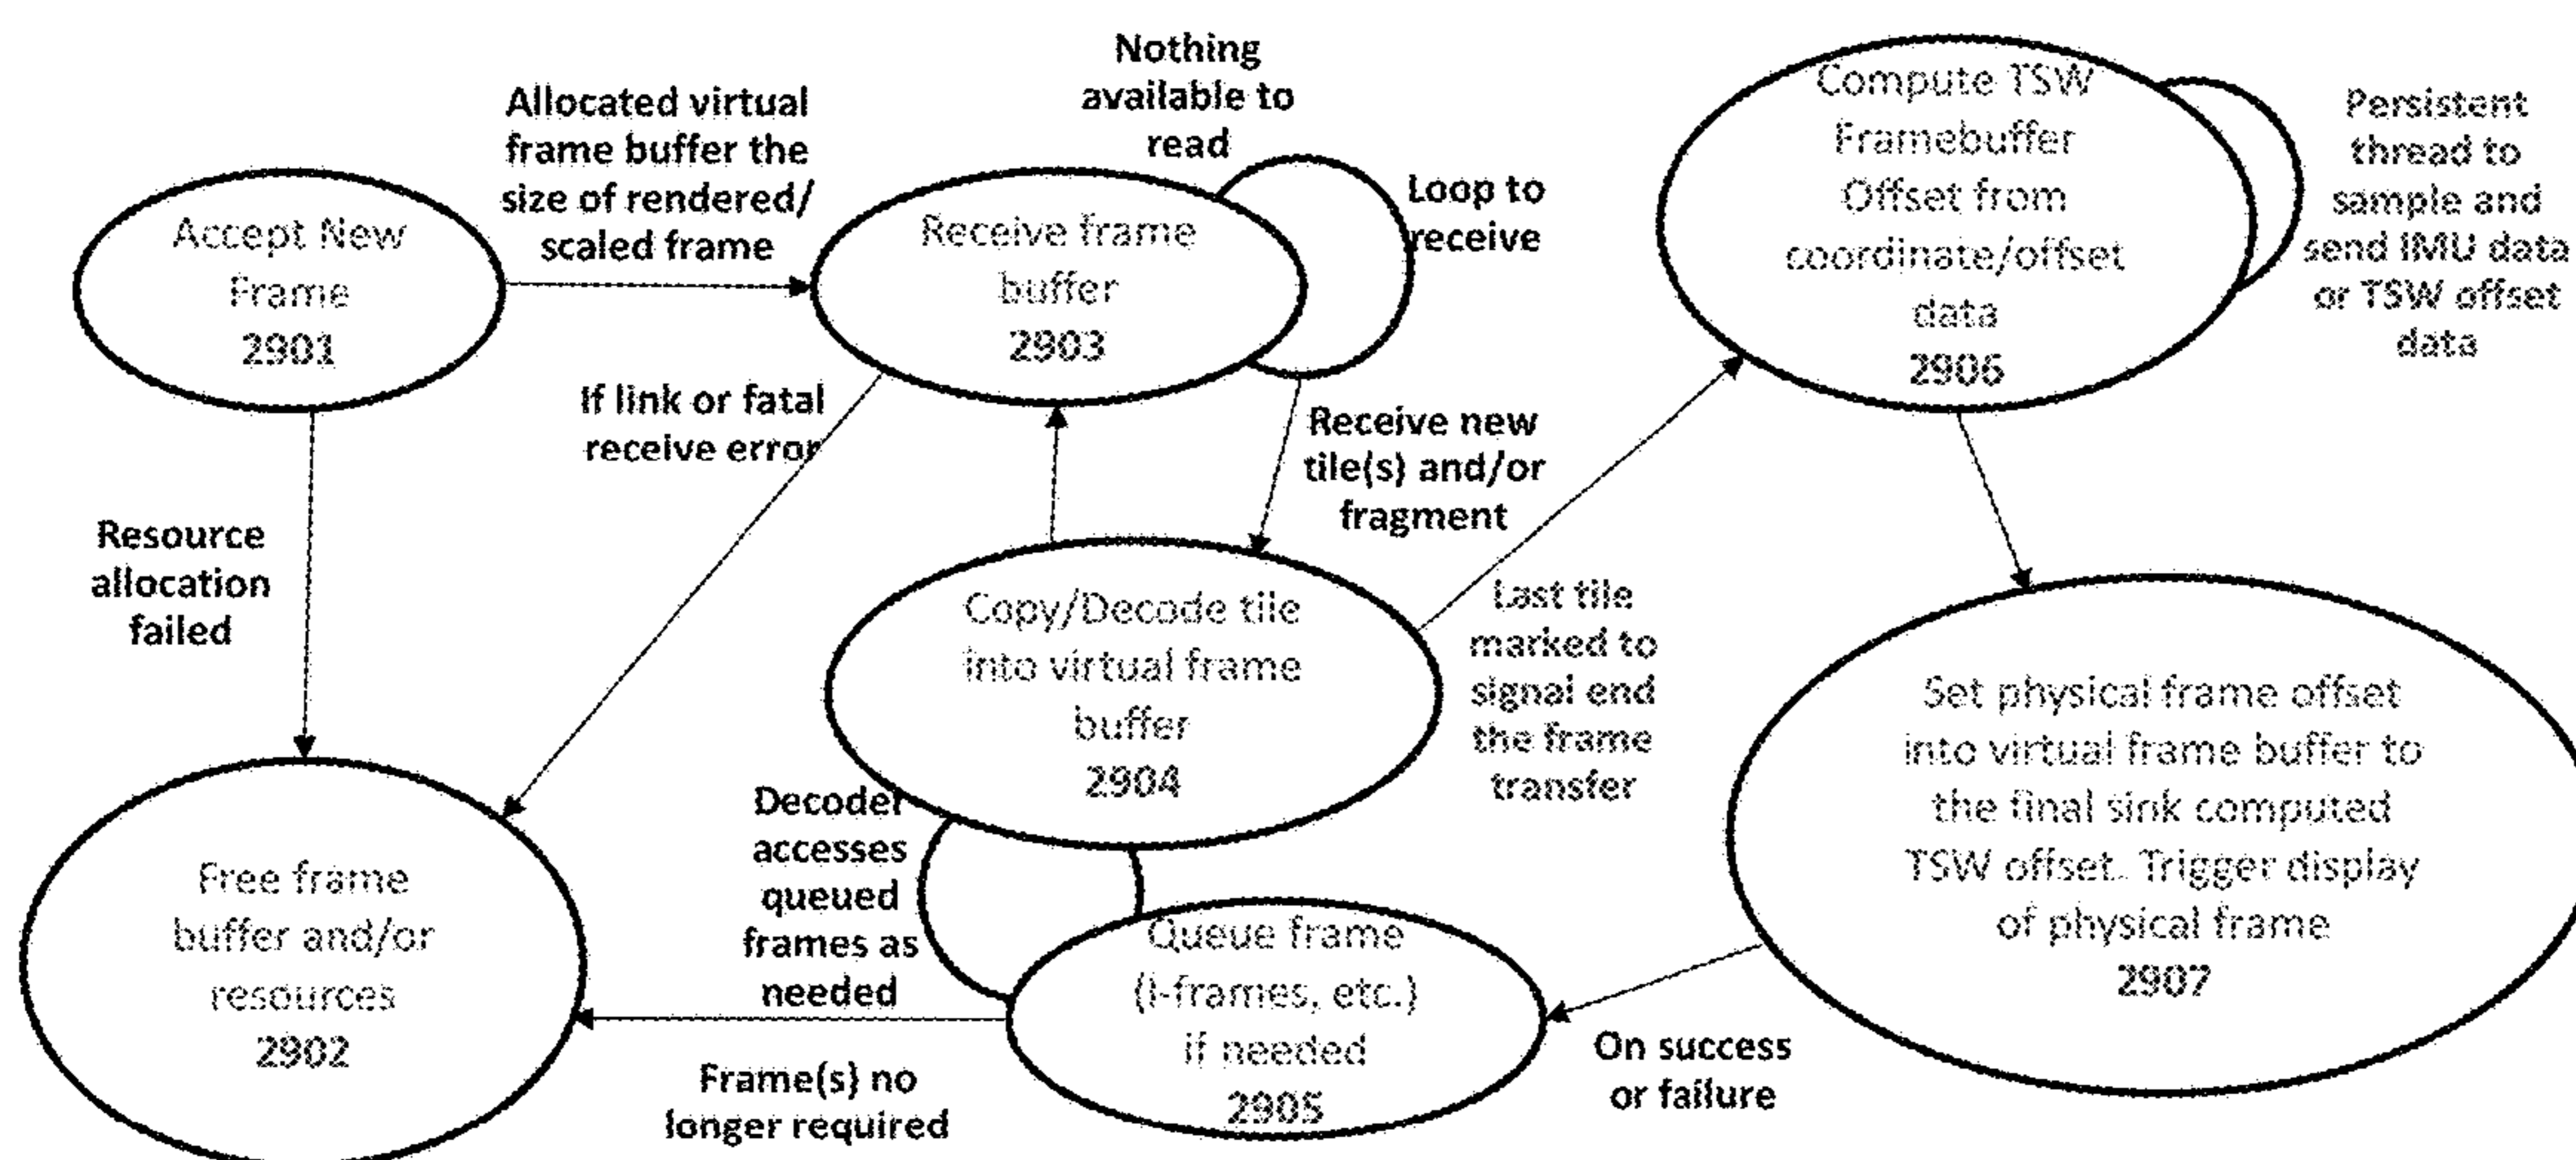 Accept New
Frame
2901
Allocated virtual
frame buffer the
size of rendered/
scaled frame
Nothing
available to
read
Receive frame
buffer
2903
Loop to
receive
Compute TSW
Framebuffer
Offset from
coordinate/offset
data
2906
Persistent
thread to
sample and
send IMU data
or TSW offset
data
If link or fatal
receive error
Receive new
tile(s) and/or
fragment
Resource
allocation
failed
Copy/Decode tile
into virtual frame
buffer
2904
Last tile
marked to
signal end
the frame
transfer
Set physical frame offset
into virtual frame buffer to
the final sink computed
TSW offset. Trigger display
of physical frame
2907
Decoder
accesses
queued
frames as
needed
Free frame
buffer and/or
resources
2902
Queue frame
(I-frames, etc.)
if needed
2905
Frame(s) no
longer required
On success
or failure